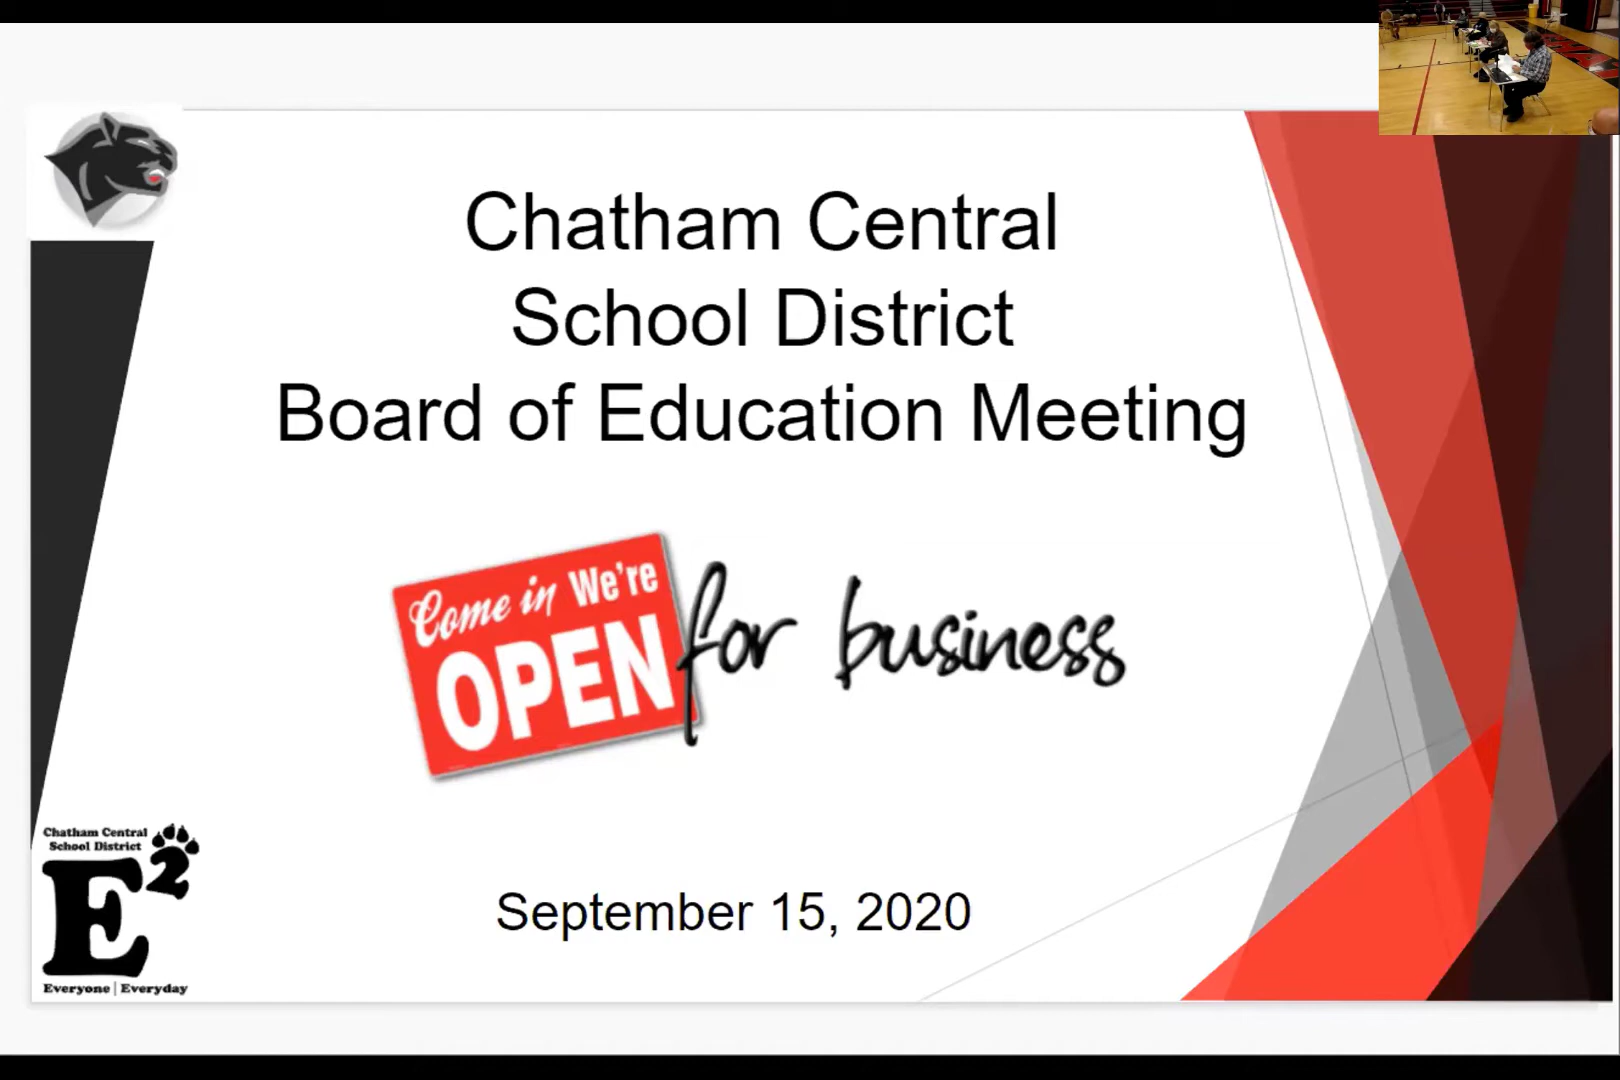 Chatham Central
School District
Board of Education Meeting
Come in We're
OPEN
for business
Chatham Central
School District
E2
Everyone | Everyday
September 15, 2020